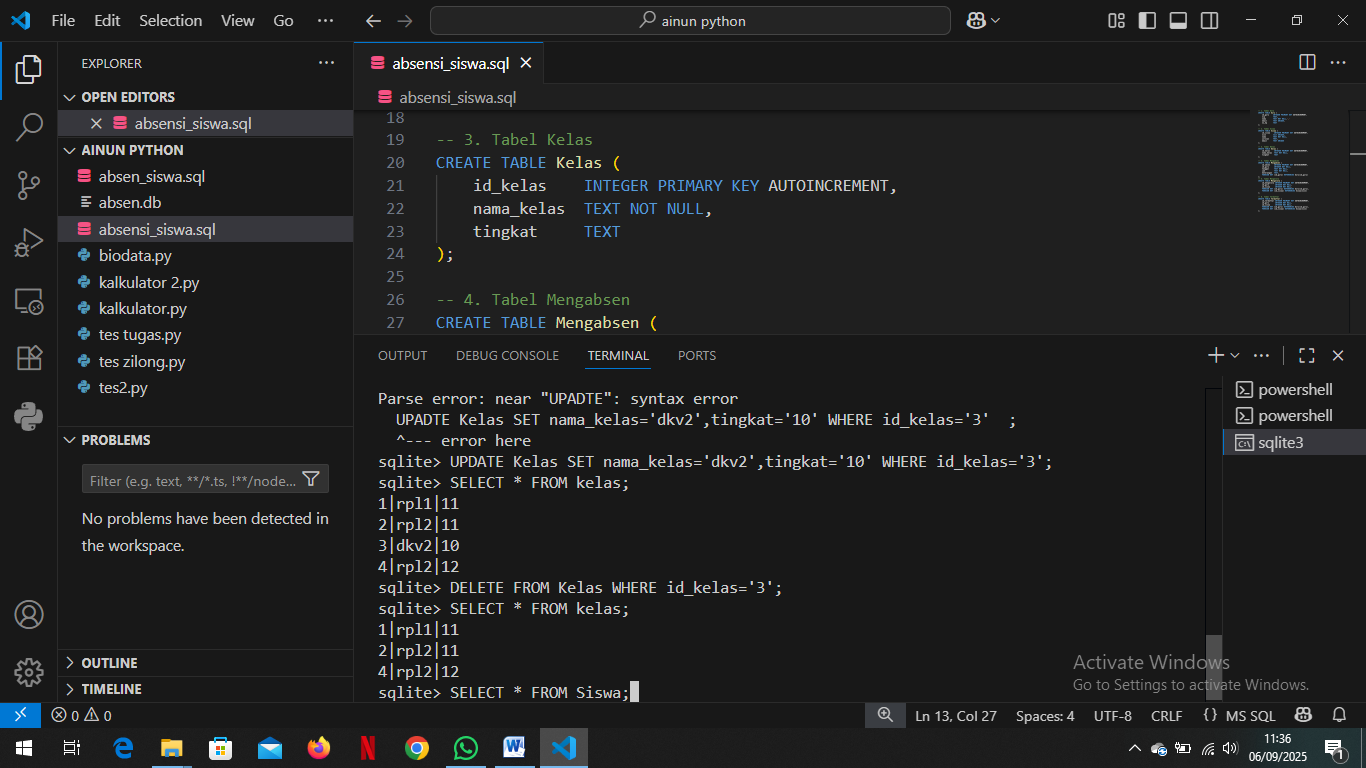 File Edit Selection View Go ··· ainun python
EXPLORER ···
OPEN EDITORS
absensi_siswa.sql
AINUN PYTHON
absen_siswa.sql
absen.db
absensi_siswa.sql
biodata.py
kalkulator 2.py
kalkulator.py
tes tugas.py
tes zilong.py
tes2.py
PROBLEMS
Filter (e.g. text, **/*.ts, !**/node...
No problems have been detected in
the workspace.
OUTLINE
TIMELINE
absensi_siswa.sql
absensi_siswa.sql
18
19 -- 3. Tabel Kelas
20 CREATE TABLE Kelas (
21 id_kelas INTEGER PRIMARY KEY AUTOINCREMENT,
22 nama_kelas TEXT NOT NULL,
23 tingkat TEXT
24 );
25
26 -- 4. Tabel Mengabsen
27 CREATE TABLE Mengabsen (
OUTPUT DEBUG CONSOLE TERMINAL PORTS
Parse error: near "UPADTE": syntax error
UPADTE Kelas SET nama_kelas='dkv2',tingkat='10' WHERE id_kelas='3' ;
^--- error here
sqlite> UPDATE Kelas SET nama_kelas='dkv2',tingkat='10' WHERE id_kelas='3';
sqlite> SELECT * FROM kelas;
1|rpl1|11
2|rpl2|11
3|dkv2|10
4|rpl2|12
sqlite> DELETE FROM Kelas WHERE id_kelas='3';
sqlite> SELECT * FROM kelas;
1|rpl1|11
2|rpl2|11
4|rpl2|12
sqlite> SELECT * FROM Siswa;
powershell
powershell
sqlite3
Activate Windows
Go to Settings to activate Windows.
0 0 Ln 13, Col 27 Spaces: 4 UTF-8 CRLF {} MS SQL
11:36
06/09/2025
1